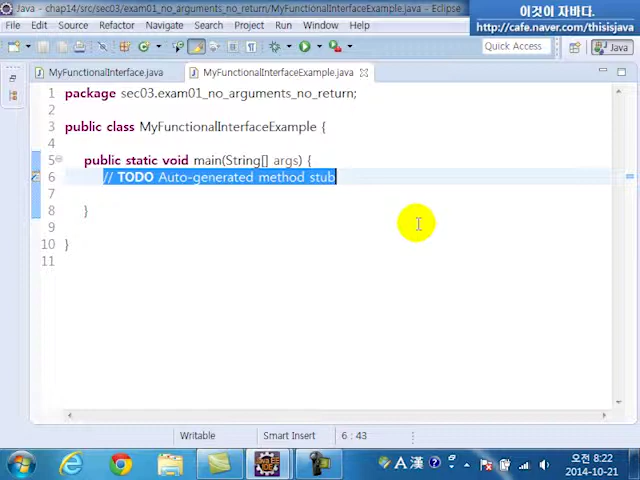 Java - chap14/src/sec03/exam01_no_arguments_no_return/MyFunctionalInterfaceExample.java - Eclipse
이것이 자바다.
http://cafe.naver.com/thisisjava
File Edit Source Refactor Navigate Search Project Run Window Help
Quick Access
Java
MyFunctionalInterface.java
MyFunctionalInterfaceExample.java
1 package sec03.exam01_no_arguments_no_return;
2
3 public class MyFunctionalInterfaceExample {
4
5 public static void main(String[] args) {
6 // TODO Auto-generated method stub
7
8 }
9
10 }
11
Writable
Smart Insert
6 : 43
A 漢
오전 8:22
2014-10-21